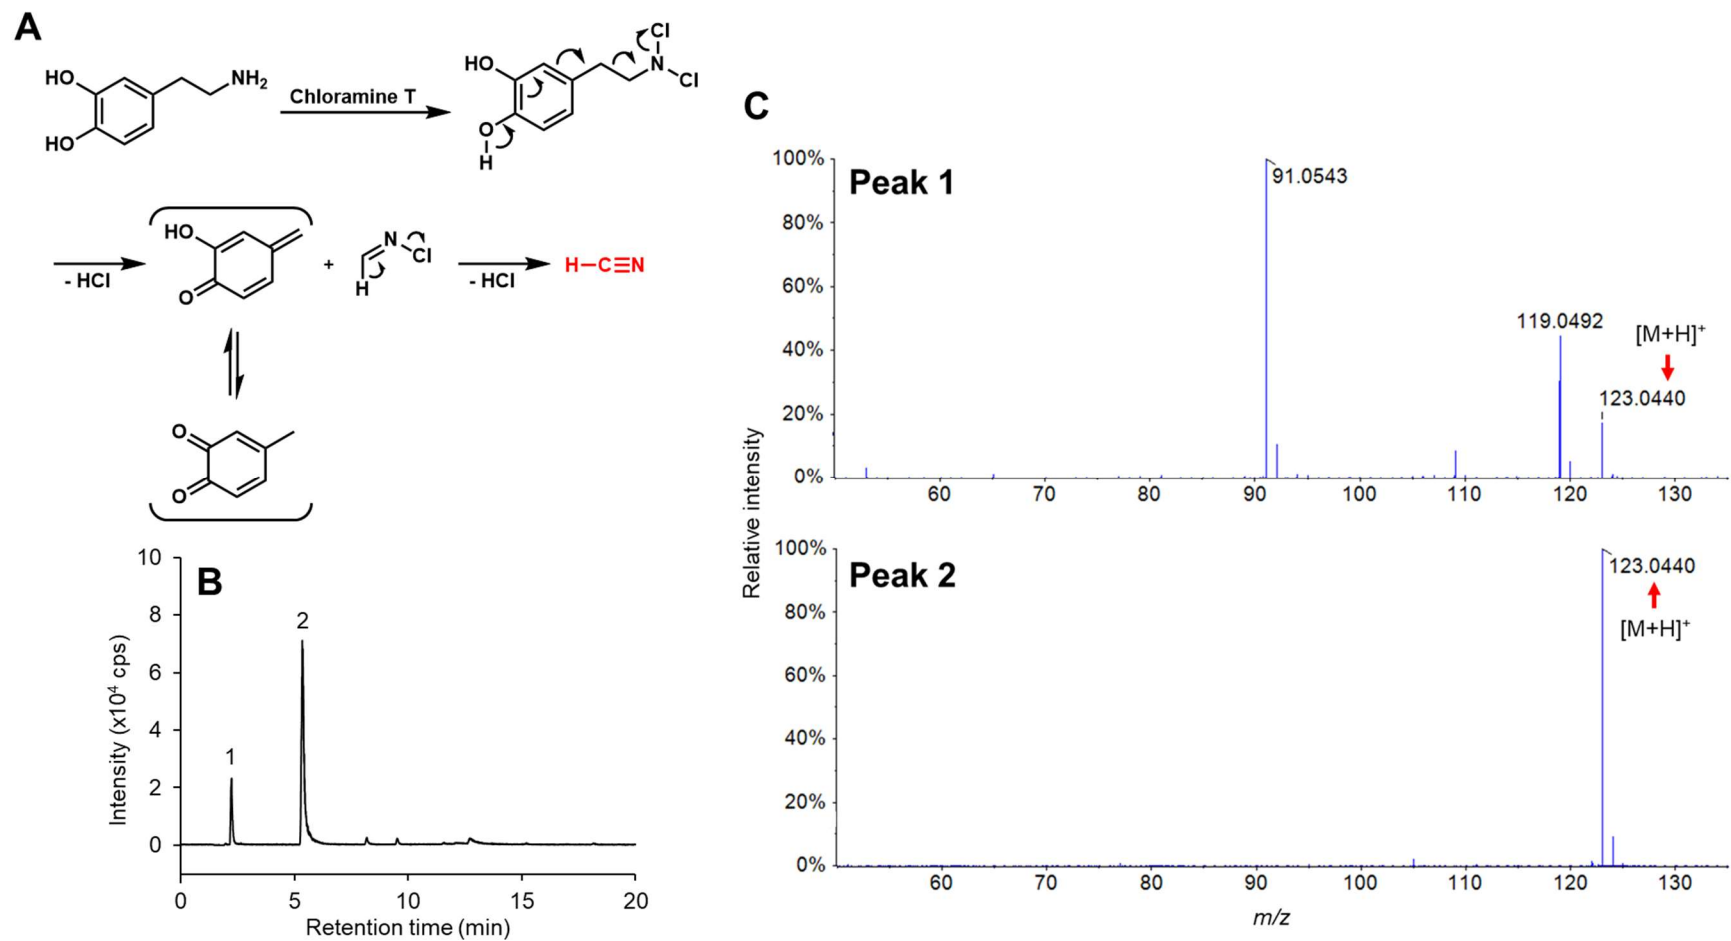 A
HO
HO
NH2
Chloramine T
HO
O
H
N
Cl
Cl
- HCl
HO
O
+
H
N
Cl
- HCl
H–C≡N
O
O
B
10
8
6
4
2
0
1
2
Intensity (x10⁴ cps)
0 5 10 15 20
Retention time (min)
C
Relative intensity
Peak 1
100%
80%
60%
40%
20%
0%
91.0543
119.0492
[M+H]⁺
123.0440
60 70 80 90 100 110 120 130
Peak 2
100%
80%
60%
40%
20%
0%
123.0440
[M+H]⁺
60 70 80 90 100 110 120 130
m/z